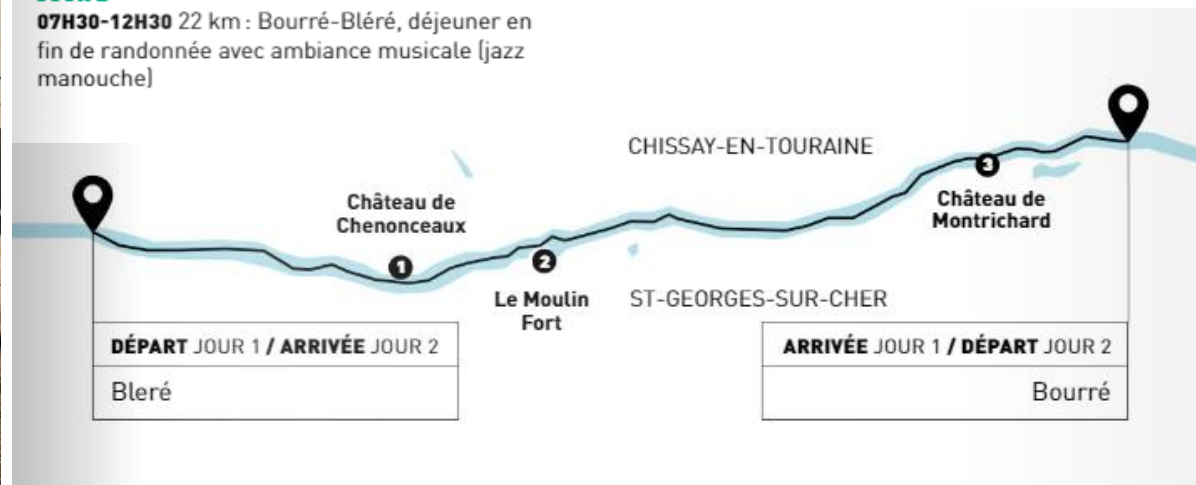 07H30-12H30 22 km : Bourré-Bléré, déjeuner en
fin de randonnée avec ambiance musicale (jazz
manouche)
CHISSAY-EN-TOURAINE
3
Château de
Montrichard
Château de
Chenonceaux
1
2
Le Moulin
Fort
ST-GEORGES-SUR-CHER
DÉPART JOUR 1 / ARRIVÉE JOUR 2
Bleré
ARRIVÉE JOUR 1 / DÉPART JOUR 2
Bourré